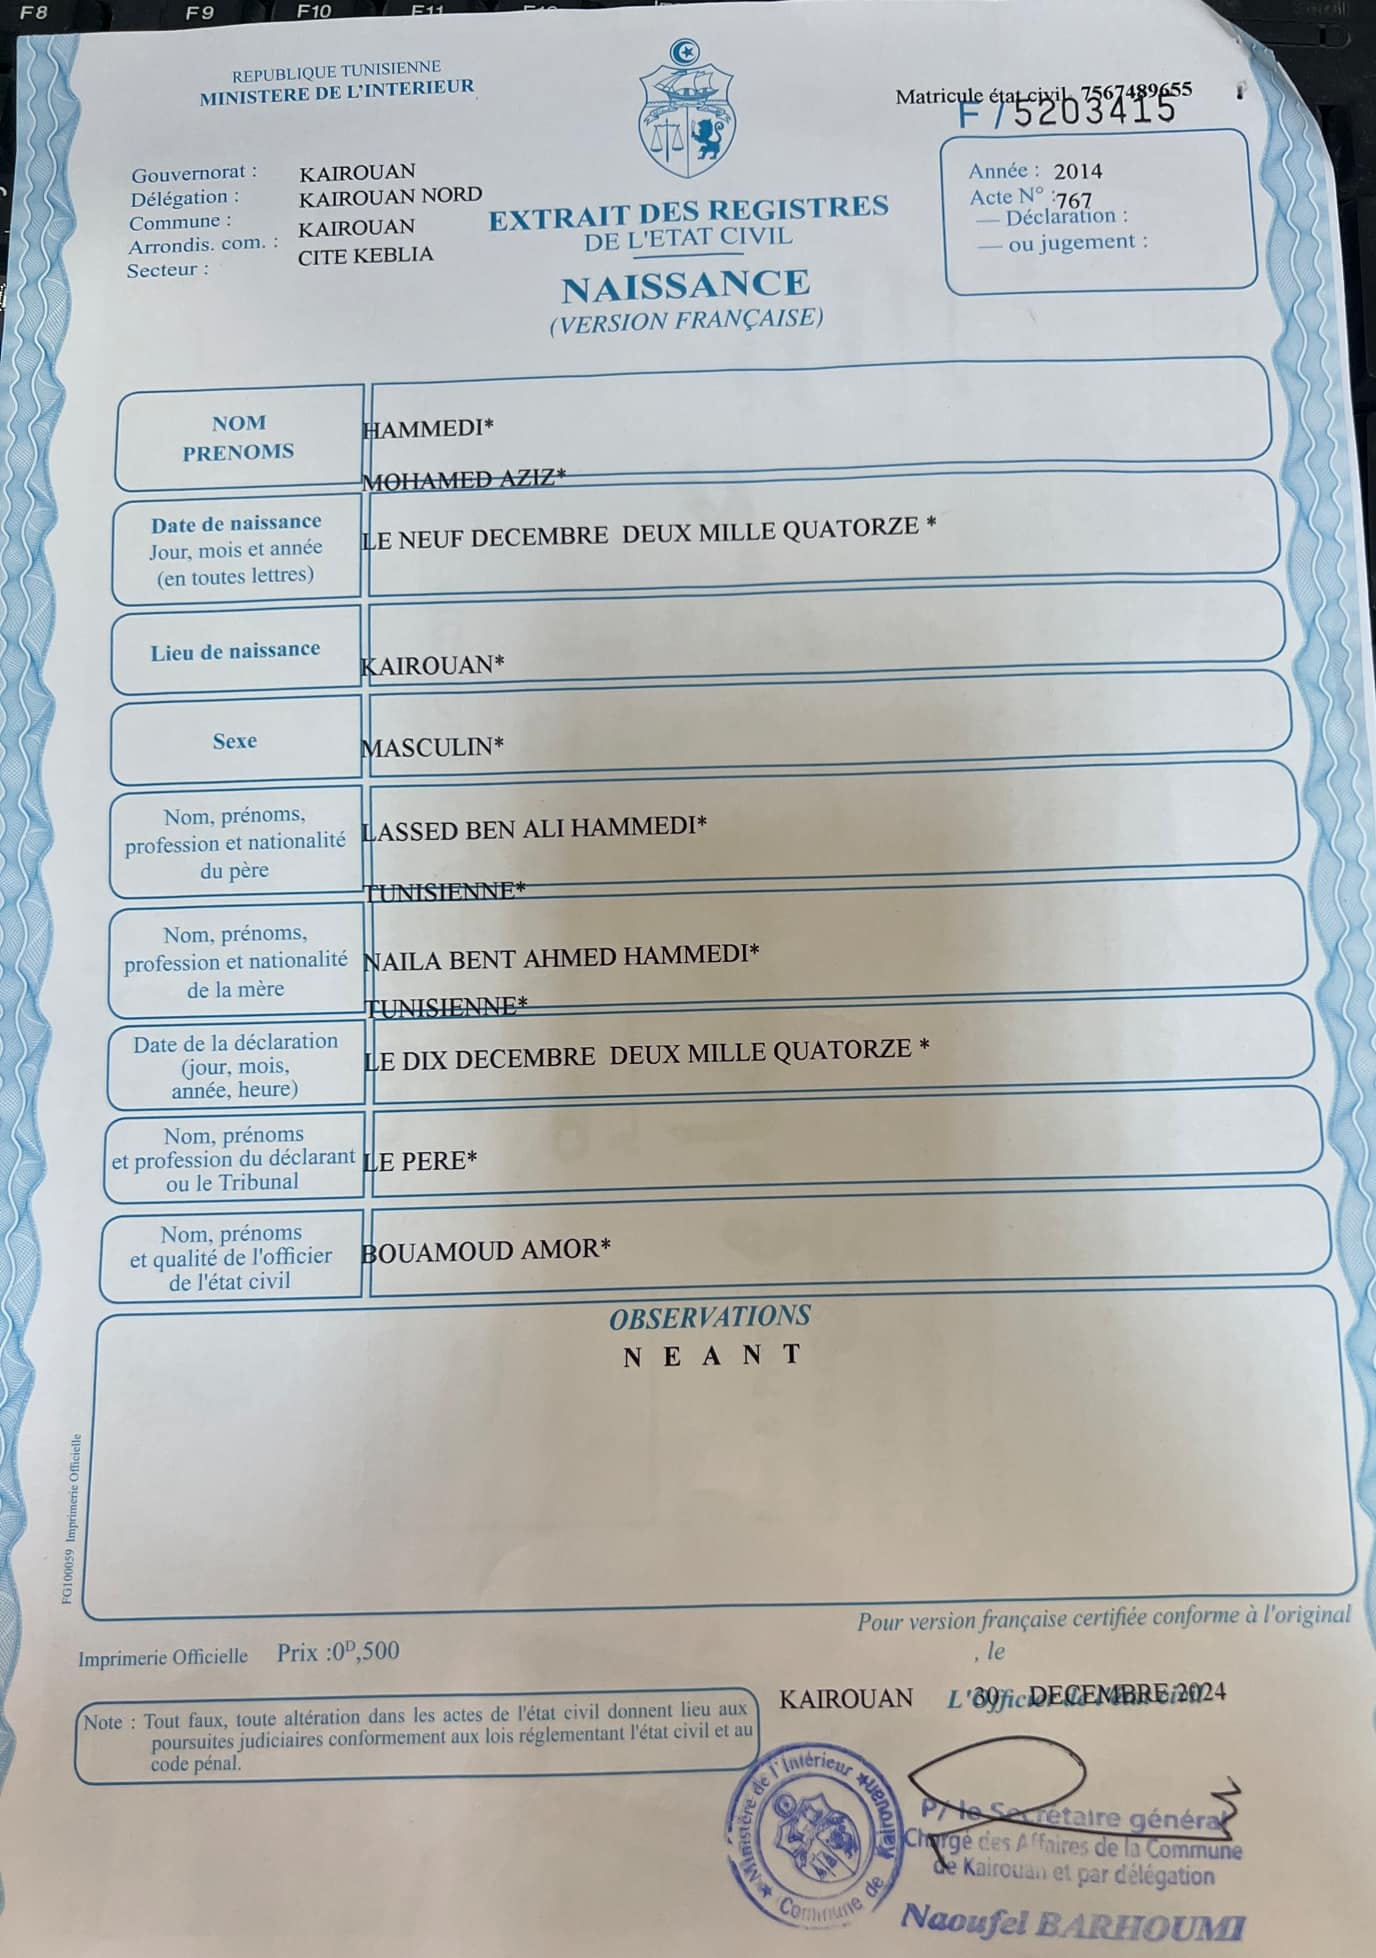 F8 F9 F10 F11
REPUBLIQUE TUNISIENNE
MINISTERE DE L'INTERIEUR
Matricule état civil 7567489655
F / 5203415
Gouvernorat : KAIROUAN
Délégation : KAIROUAN NORD
Commune : KAIROUAN
Arrondis. com. :
Secteur : CITE KEBLIA
EXTRAIT DES REGISTRES
DE L'ETAT CIVIL
NAISSANCE
(VERSION FRANÇAISE)
Année : 2014
Acte N° : 767
— Déclaration :
— ou jugement :
NOM
PRENOMS
HAMMEDI*
MOHAMED AZIZ*
Date de naissance
Jour, mois et année
(en toutes lettres)
LE NEUF DECEMBRE DEUX MILLE QUATORZE *
Lieu de naissance
KAIROUAN*
Sexe
MASCULIN*
Nom, prénoms,
profession et nationalité
du père
LASSED BEN ALI HAMMEDI*
TUNISIENNE*
Nom, prénoms,
profession et nationalité
de la mère
NAILA BENT AHMED HAMMEDI*
TUNISIENNE*
Date de la déclaration
(jour, mois,
année, heure)
LE DIX DECEMBRE DEUX MILLE QUATORZE *
Nom, prénoms
et profession du déclarant
ou le Tribunal
LE PERE*
Nom, prénoms
et qualité de l'officier
de l'état civil
BOUAMOUD AMOR*
OBSERVATIONS
N E A N T
FG100059 Imprimerie Officielle
Pour version française certifiée conforme à l'original
, le
Imprimerie Officielle Prix :0D,500
KAIROUAN 30 DECEMBRE 2024
L'Officier de l'état civil
Note : Tout faux, toute altération dans les actes de l'état civil donnent lieu aux
poursuites judiciaires conformement aux lois réglementant l'état civil et au
code pénal.
★ Ministère de l'Intérieur ★
Commune de Kairouan
P/ le Secrétaire général
Chargé des Affaires de la Commune
de Kairouan et par délégation
Naoufel BARHOUMI